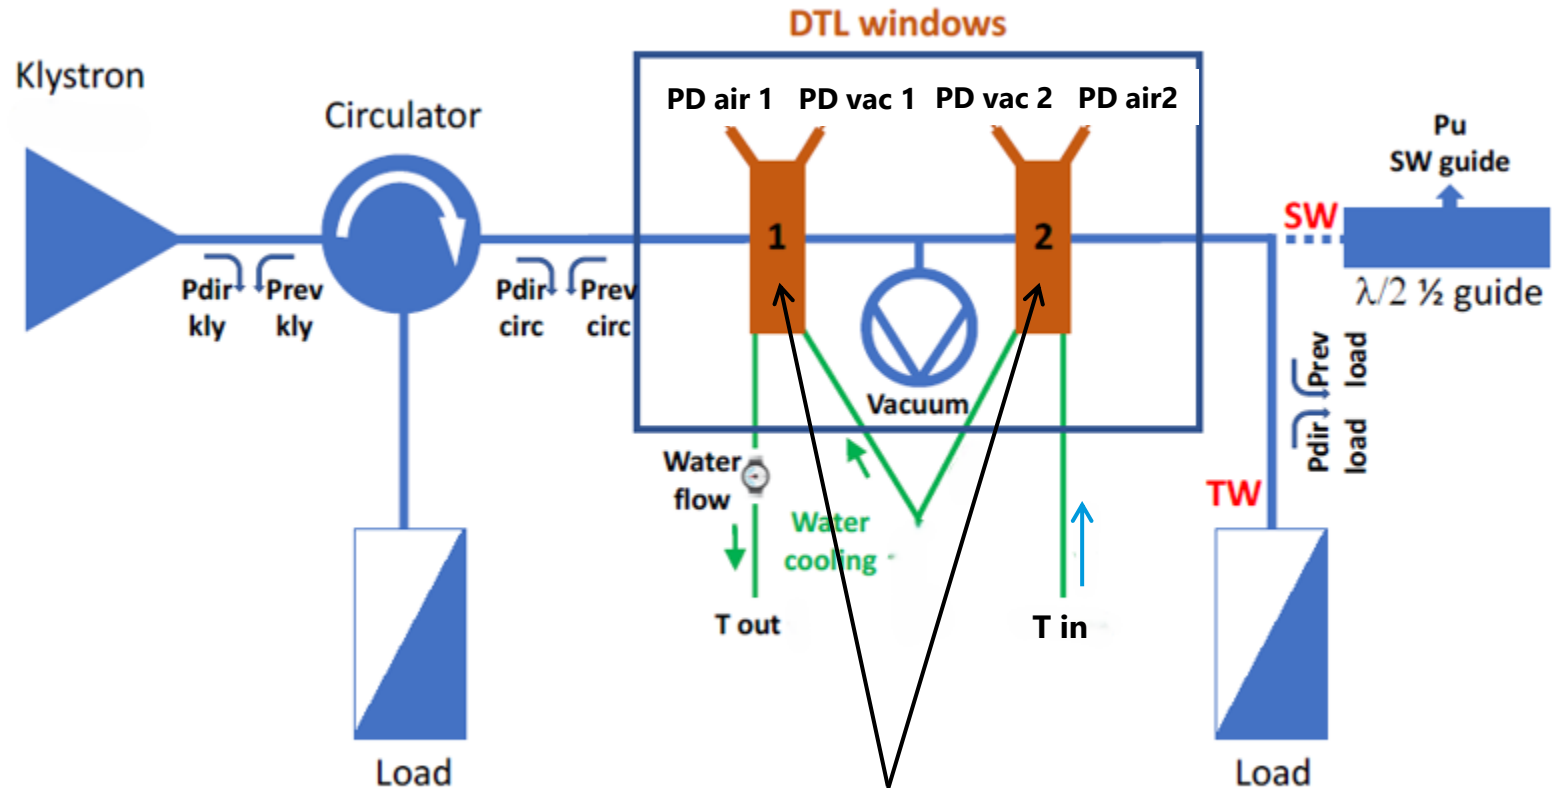 DTL windows
Klystron
Circulator
PD air 1
PD vac 1
PD vac 2
PD air2
Pu
SW guide
SW
1
2
λ/2 ½ guide
Pdir
kly
Prev
kly
Pdir
circ
Prev
circ
Vacuum
Prev
load
Pdir
load
Water
flow
Water
cooling
TW
T out
T in
Load
Load